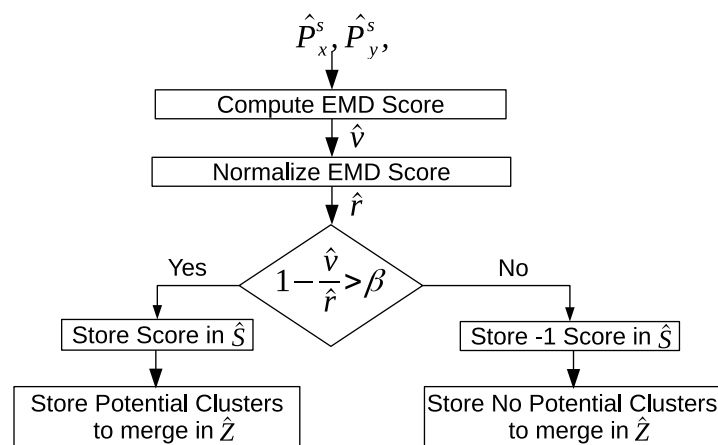 P̂ˢₓ, P̂ˢᵧ,
Compute EMD Score
v̂
Normalize EMD Score
r̂
Yes
1 − v̂/r̂ > β
No
Store Score in Ŝ
Store -1 Score in Ŝ
Store Potential Clusters
to merge in Ẑ
Store No Potential Clusters
to merge in Ẑ